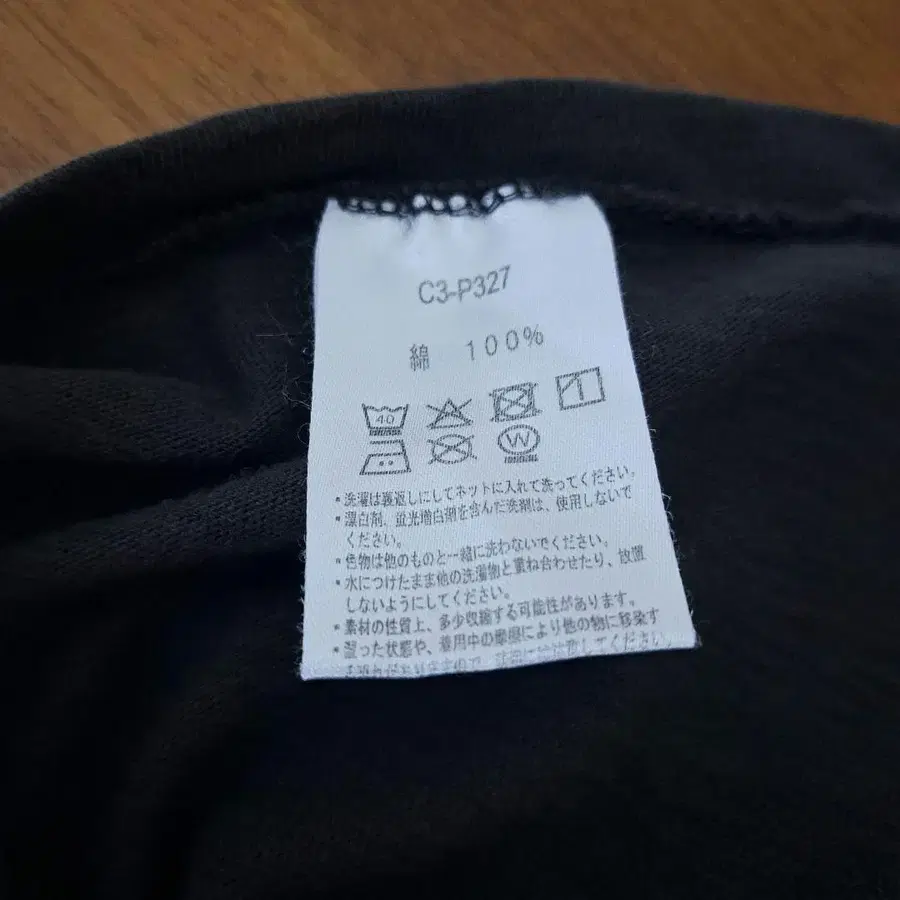 C3-P327
綿 100%
40
W
・洗濯は裏返しにしてネットに入れて洗ってください。
・漂白剤、蛍光増白剤を含んだ洗剤は、使用しないで
ください。
・色物は他のものと一緒に洗わないでください。
・水につけたまま他の洗濯物と重ね合わせたり、放置
しないようにしてください。
・素材の性質上、多少収縮する可能性があります。
・湿った状態や、着用中の摩擦により他の物に移染す
してください。